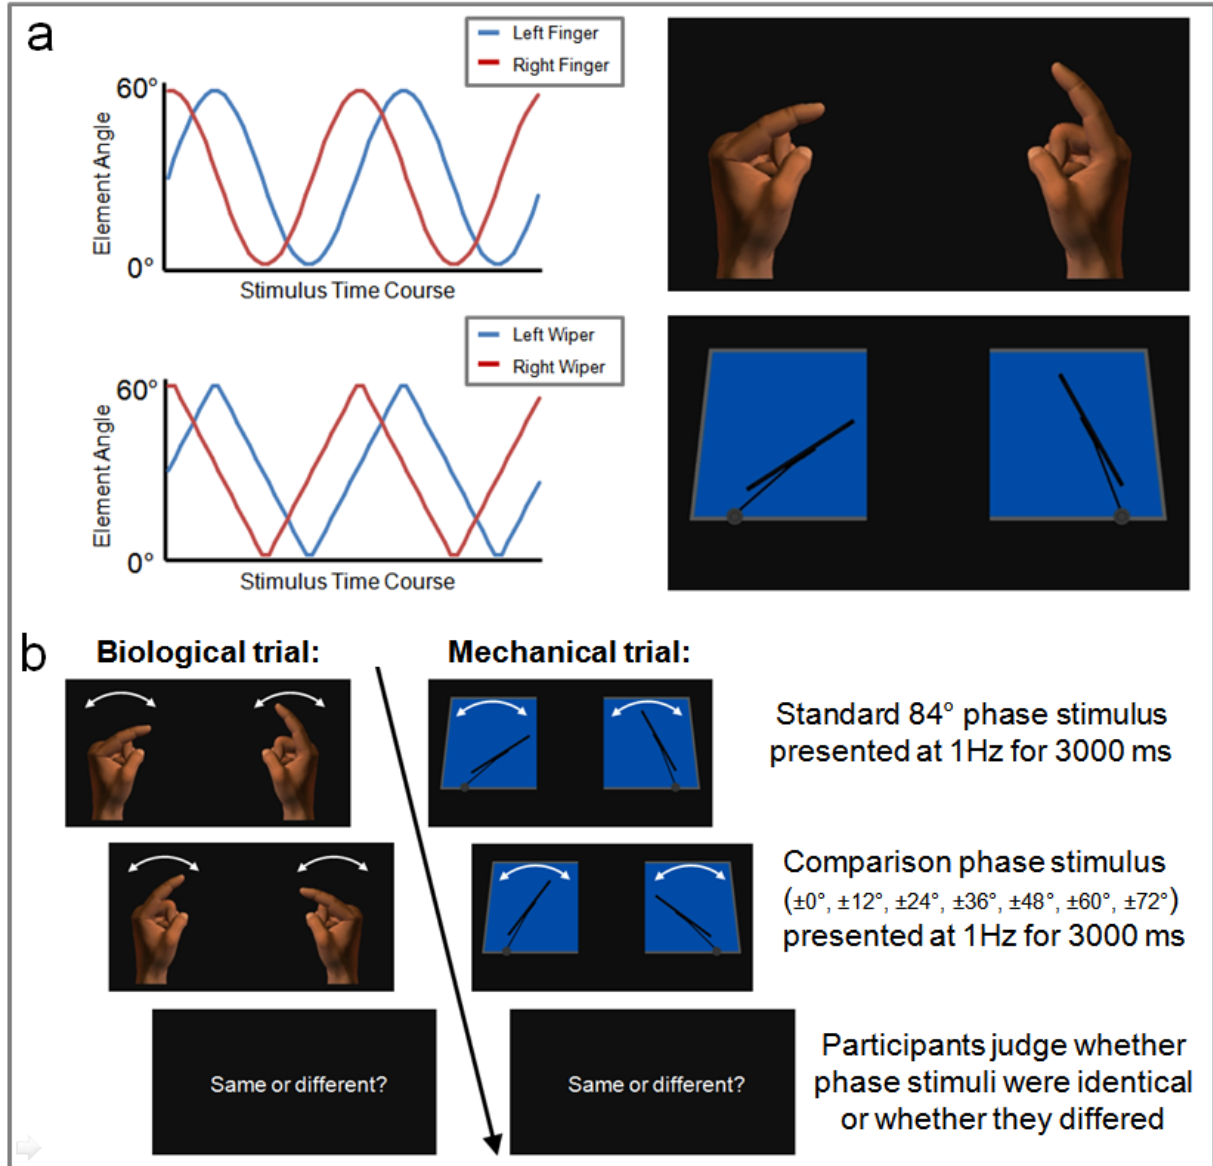 a
Left Finger
Right Finger
60°
Element Angle
0°
Stimulus Time Course
Left Wiper
Right Wiper
60°
Element Angle
0°
Stimulus Time Course
b
Biological trial:
Mechanical trial:
Standard 84° phase stimulus
presented at 1Hz for 3000 ms
Comparison phase stimulus
(±0°, ±12°, ±24°, ±36°, ±48°, ±60°, ±72°)
presented at 1Hz for 3000 ms
Same or different?
Same or different?
Participants judge whether
phase stimuli were identical
or whether they differed